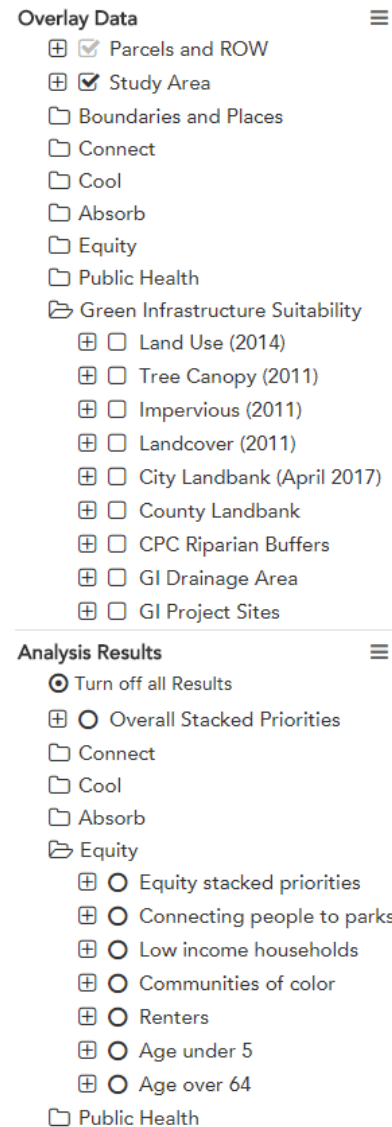 Overlay Data
Parcels and ROW
Study Area
Boundaries and Places
Connect
Cool
Absorb
Equity
Public Health
Green Infrastructure Suitability
Land Use (2014)
Tree Canopy (2011)
Impervious (2011)
Landcover (2011)
City Landbank (April 2017)
County Landbank
CPC Riparian Buffers
GI Drainage Area
GI Project Sites
Analysis Results
Turn off all Results
Overall Stacked Priorities
Connect
Cool
Absorb
Equity
Equity stacked priorities
Connecting people to parks
Low income households
Communities of color
Renters
Age under 5
Age over 64
Public Health